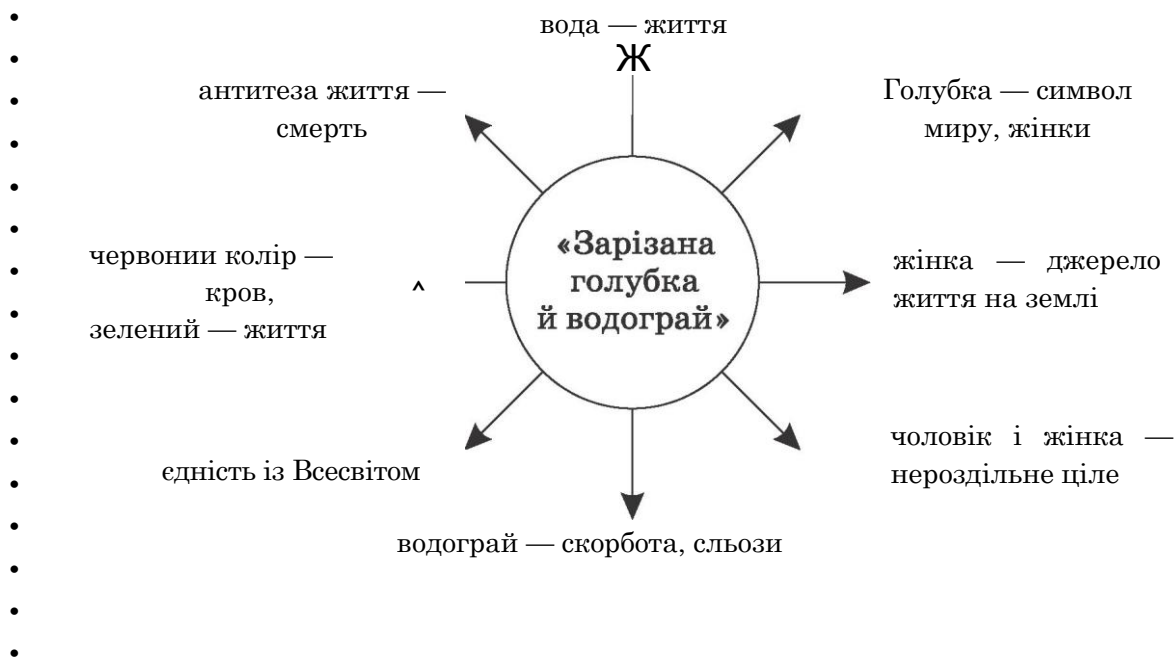 вода — життя
Ж
антитеза життя —
смерть
Голубка — символ
миру, жінки
червонии колір —
кров,
зелений — життя
^
«Зарізана
голубка
й водограй»
жінка — джерело
життя на землі
єдність із Всесвітом
чоловік і жінка —
нероздільне ціле
водограй — скорбота, сльози